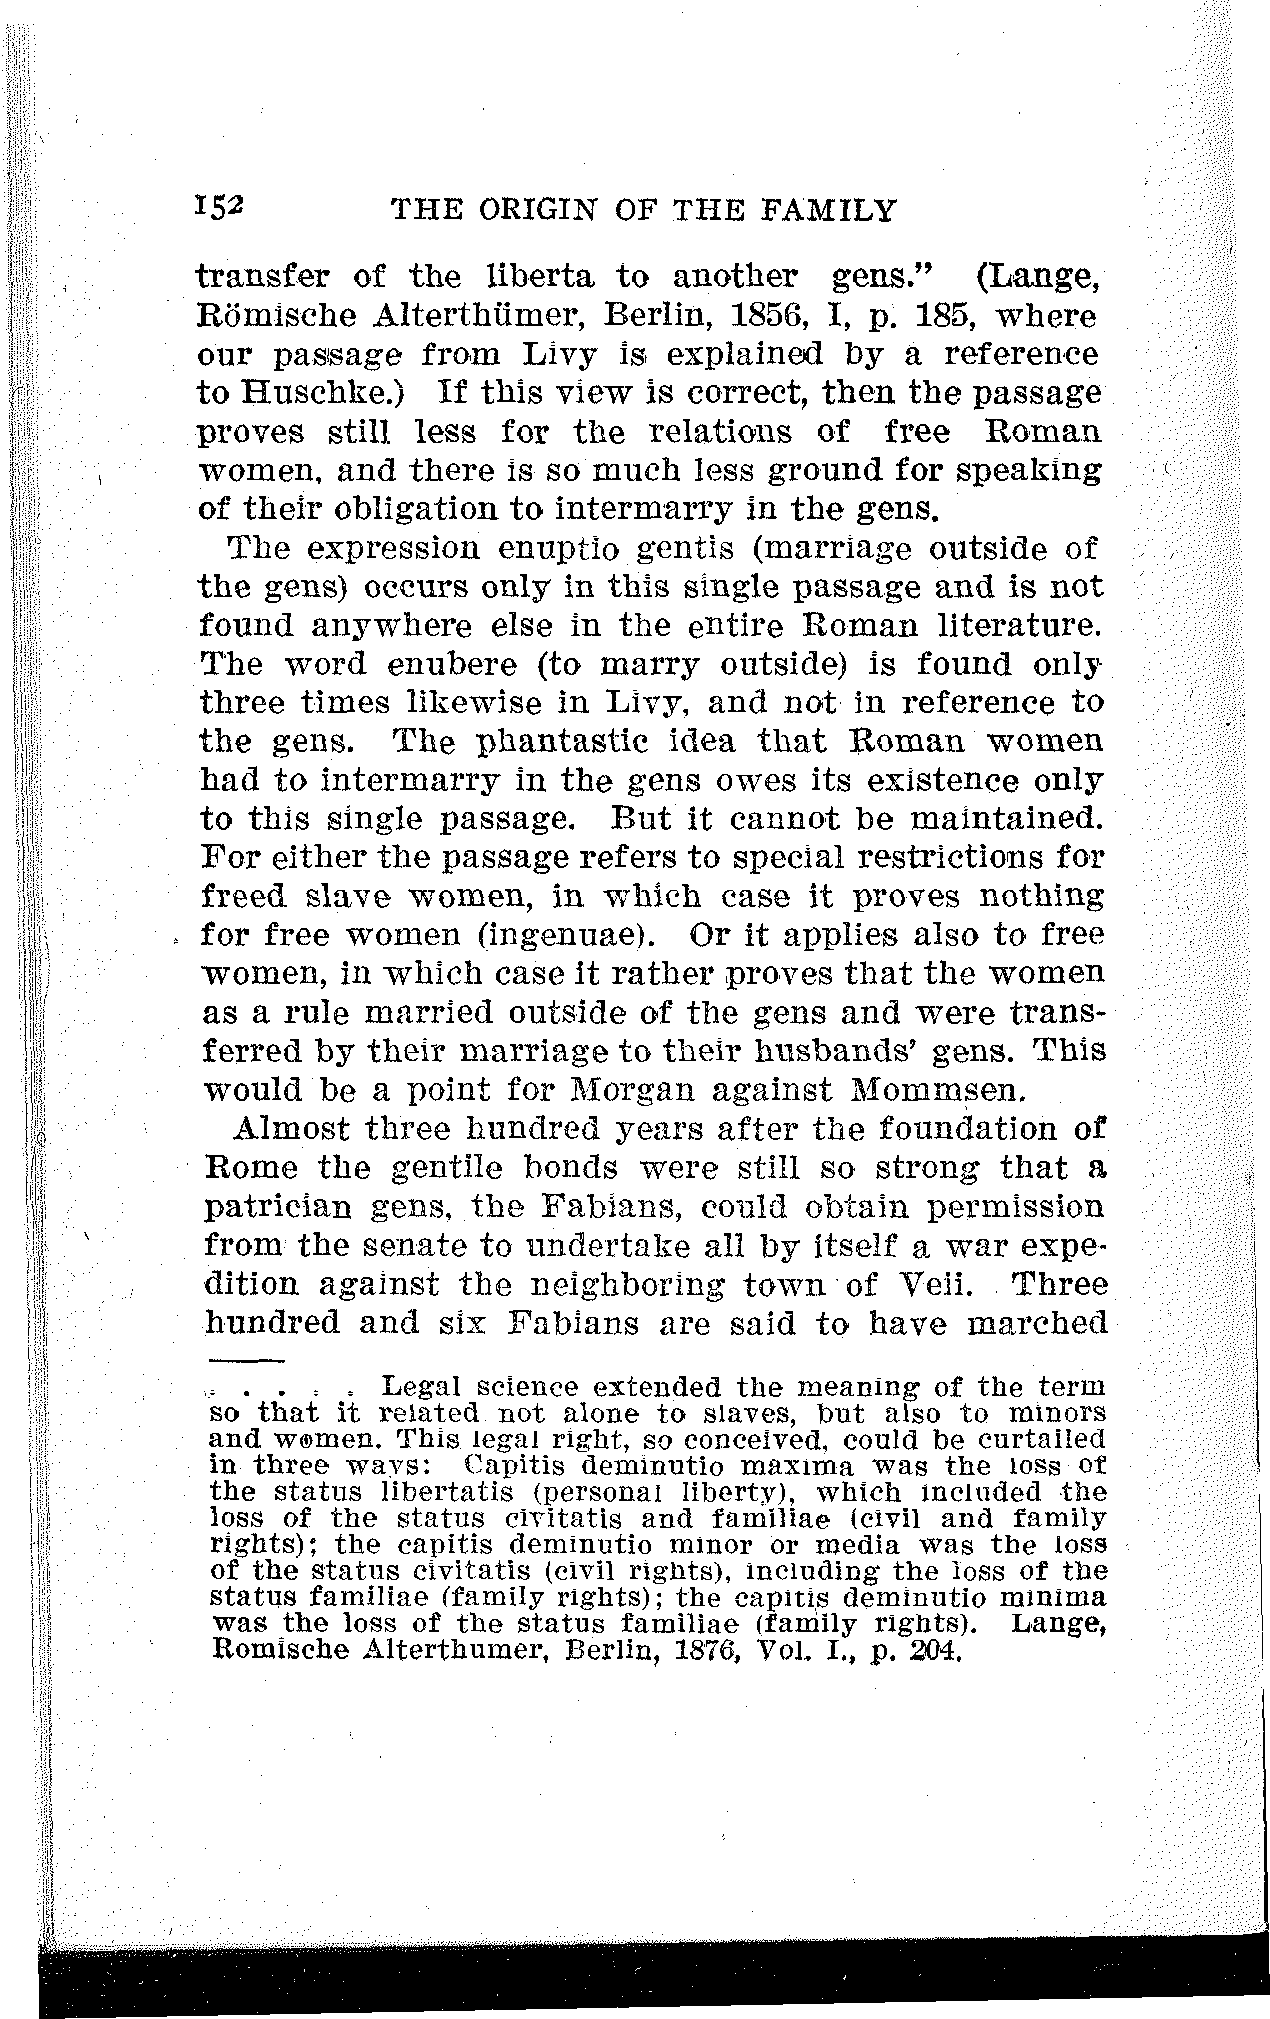 152 THE ORIGIN OF THE FAMILY
transfer of the liberta to another gens." (Lange,
Römische Alterthümer, Berlin, 1856, I, p. 185, where
our passage from Livy is explained by a reference
to Huschke.) If this view is correct, then the passage
proves still less for the relations of free Roman
women, and there is so much less ground for speaking
of their obligation to intermarry in the gens.
The expression enuptio gentis (marriage outside of
the gens) occurs only in this single passage and is not
found anywhere else in the entire Roman literature.
The word enubere (to marry outside) is found only
three times likewise in Livy, and not in reference to
the gens. The phantastic idea that Roman women
had to intermarry in the gens owes its existence only
to this single passage. But it cannot be maintained.
For either the passage refers to special restrictions for
freed slave women, in which case it proves nothing
for free women (ingenuae). Or it applies also to free
women, in which case it rather proves that the women
as a rule married outside of the gens and were trans-
ferred by their marriage to their husbands' gens. This
would be a point for Morgan against Mommsen.
Almost three hundred years after the foundation of
Rome the gentile bonds were still so strong that a
patrician gens, the Fabians, could obtain permission
from the senate to undertake all by itself a war expe-
dition against the neighboring town of Veii. Three
hundred and six Fabians are said to have marched
. . . . . Legal science extended the meaning of the term
so that it related not alone to slaves, but also to minors
and women. This legal right, so conceived, could be curtailed
in three ways: Capitis deminutio maxima was the loss of
the status libertatis (personal liberty), which included the
loss of the status civitatis and familiae (civil and family
rights); the capitis deminutio minor or media was the loss
of the status civitatis (civil rights), including the loss of the
status familiae (family rights); the capitis deminutio minima
was the loss of the status familiae (family rights). Lange,
Romische Alterthumer, Berlin, 1876, Vol. I., p. 204.